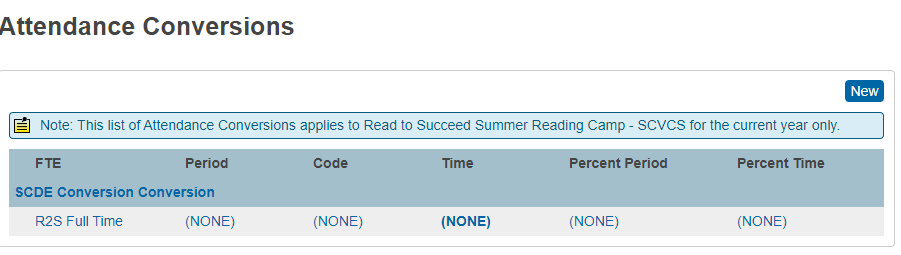 Attendance Conversions
New
Note: This list of Attendance Conversions applies to Read to Succeed Summer Reading Camp - SCVCS for the current year only.
FTE Period Code Time Percent Period Percent Time
SCDE Conversion Conversion
R2S Full Time (NONE) (NONE) (NONE) (NONE) (NONE)